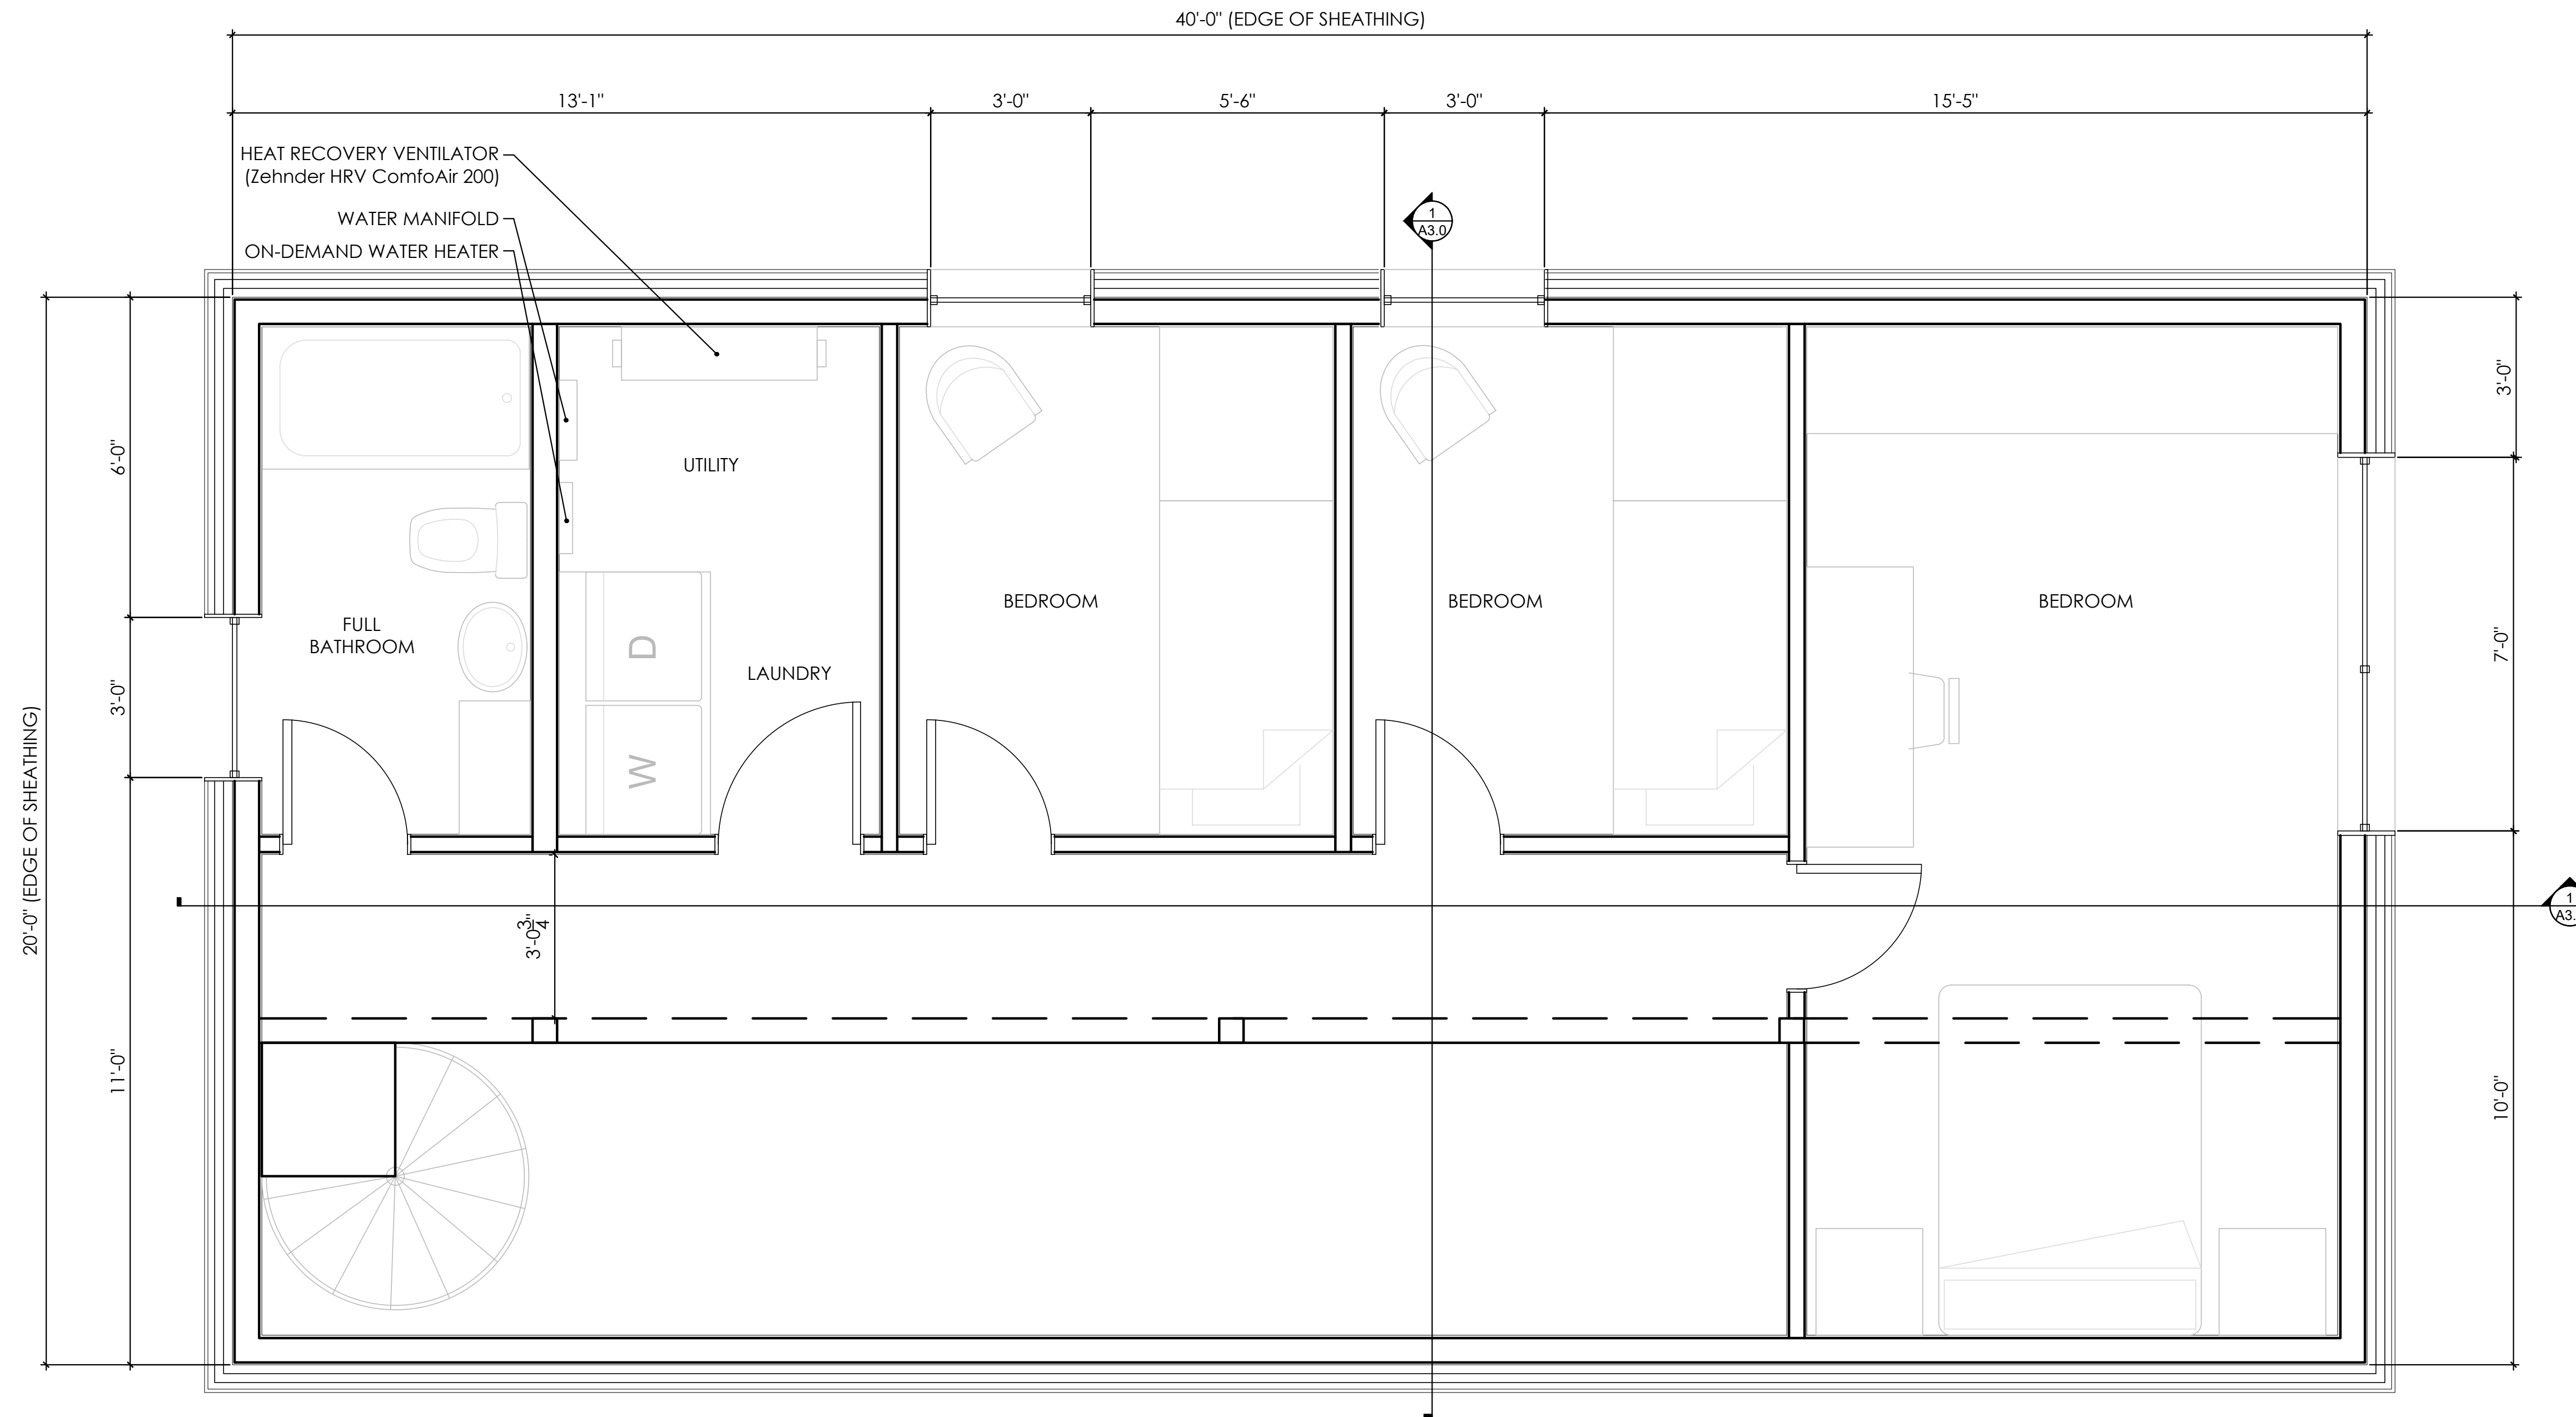 40'-0" (EDGE OF SHEATHING)
13'-1"
3'-0"
5'-6"
3'-0"
15'-5"
HEAT RECOVERY VENTILATOR
(Zehnder HRV ComfoAir 200)
WATER MANIFOLD
ON-DEMAND WATER HEATER
1
A3.0
6'-0"
3'-0"
11'-0"
20'-0" (EDGE OF SHEATHING)
3'-0"
7'-0"
10'-0"
UTILITY
FULL
BATHROOM
D
W
LAUNDRY
BEDROOM
BEDROOM
BEDROOM
3'-0 3/4"
1
A3.